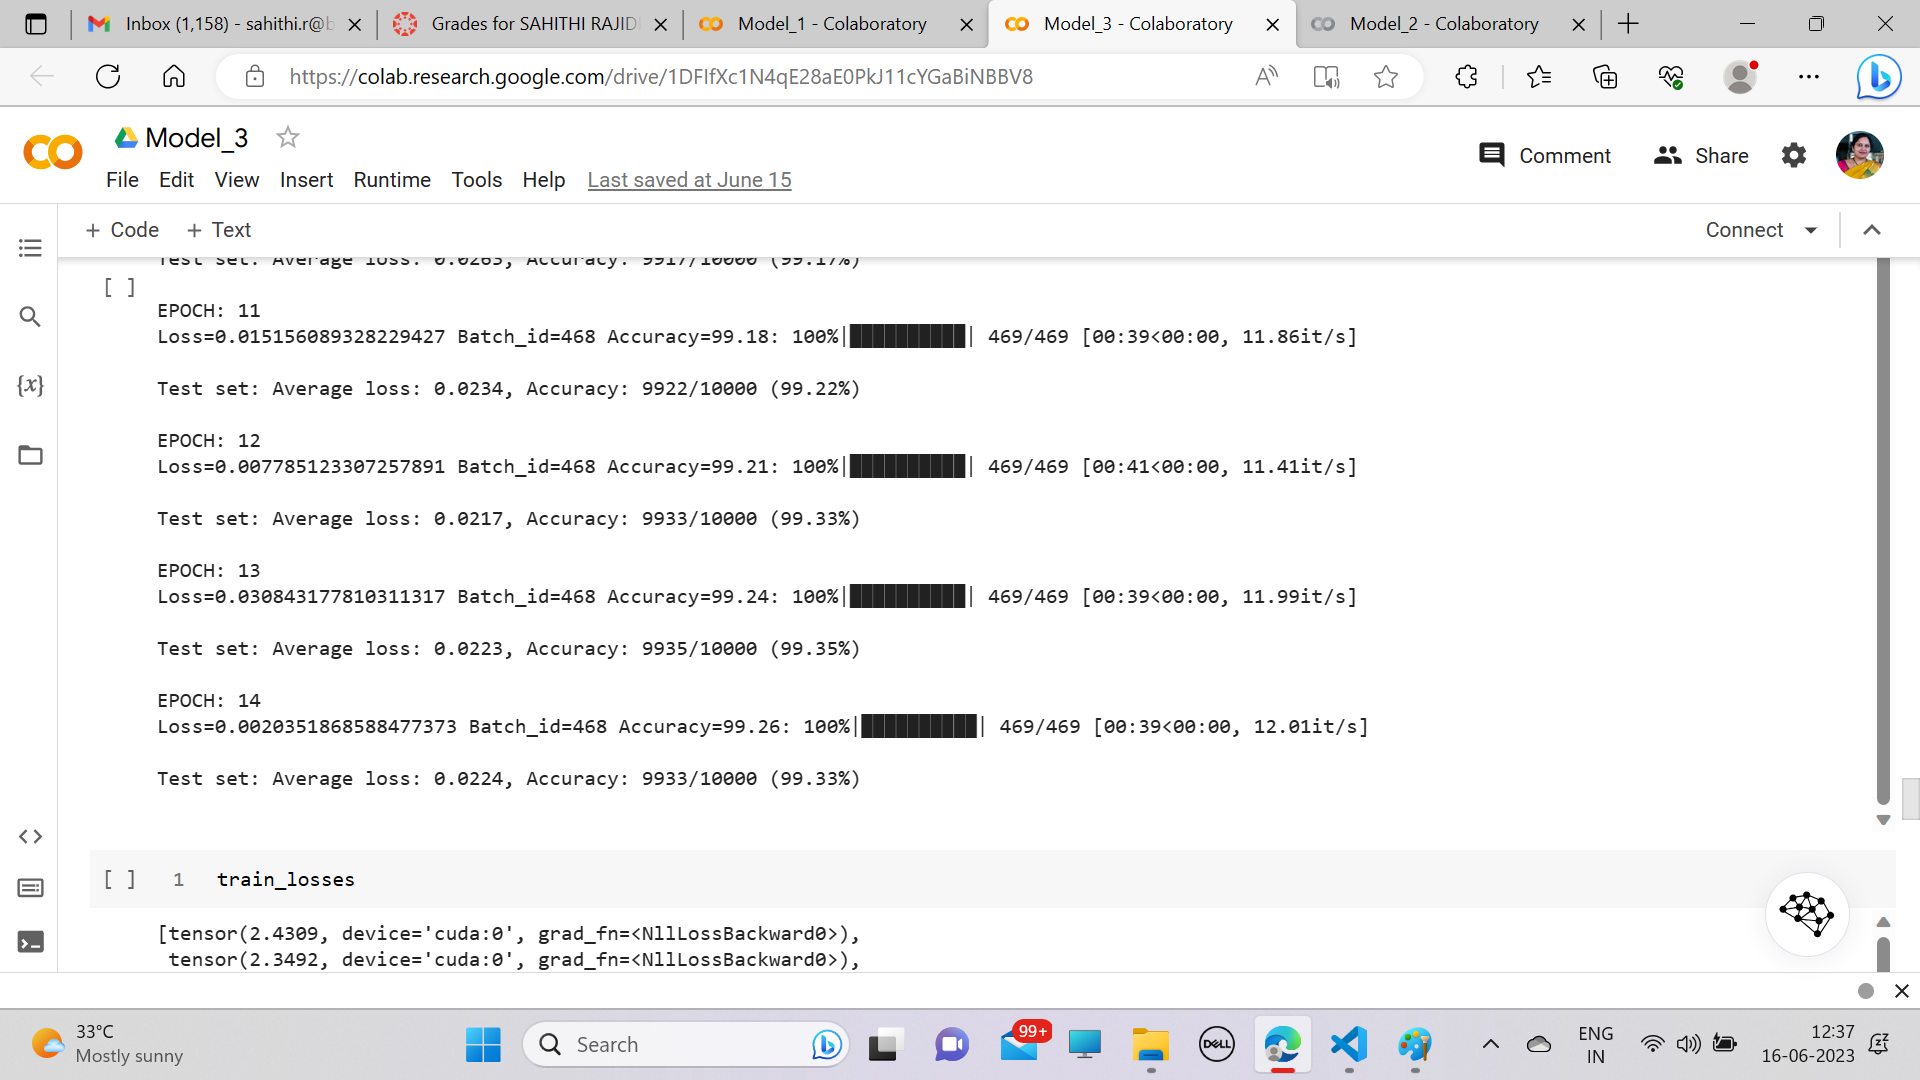 Inbox (1,158) - sahithi.r@b
Grades for SAHITHI RAJID
Model_1 - Colaboratory
Model_3 - Colaboratory
Model_2 - Colaboratory
https://colab.research.google.com/drive/1DFIfXc1N4qE28aE0PkJ11cYGaBiNBBV8
Model_3
Comment
Share
File Edit View Insert Runtime Tools Help Last saved at June 15
+ Code + Text
Connect
Test set: Average loss: 0.0263, Accuracy: 9917/10000 (99.17%)
[ ]
EPOCH: 11
Loss=0.015156089328229427 Batch_id=468 Accuracy=99.18: 100%|██████████| 469/469 [00:39<00:00, 11.86it/s]
Test set: Average loss: 0.0234, Accuracy: 9922/10000 (99.22%)
EPOCH: 12
Loss=0.007785123307257891 Batch_id=468 Accuracy=99.21: 100%|██████████| 469/469 [00:41<00:00, 11.41it/s]
Test set: Average loss: 0.0217, Accuracy: 9933/10000 (99.33%)
EPOCH: 13
Loss=0.030843177810311317 Batch_id=468 Accuracy=99.24: 100%|██████████| 469/469 [00:39<00:00, 11.99it/s]
Test set: Average loss: 0.0223, Accuracy: 9935/10000 (99.35%)
EPOCH: 14
Loss=0.0020351868588477373 Batch_id=468 Accuracy=99.26: 100%|██████████| 469/469 [00:39<00:00, 12.01it/s]
Test set: Average loss: 0.0224, Accuracy: 9933/10000 (99.33%)
[ ] 1 train_losses
[tensor(2.4309, device='cuda:0', grad_fn=<NllLossBackward0>),
tensor(2.3492, device='cuda:0', grad_fn=<NllLossBackward0>),
33°C
Mostly sunny
Search
99+
DELL
ENG
IN
12:37
16-06-2023